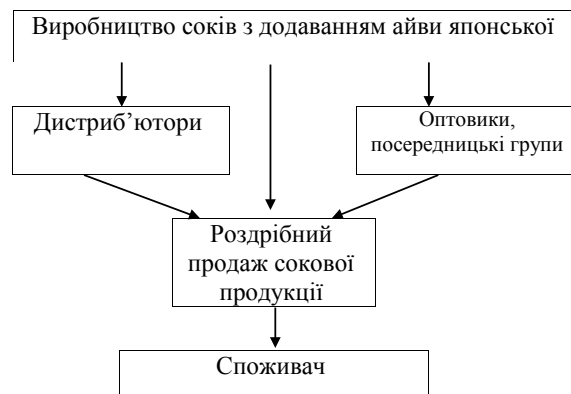 Виробництво соків з додаванням айви японської
Дистриб’ютори
Оптовики,
посередницькі групи
Роздрібний
продаж сокової
продукції
Споживач